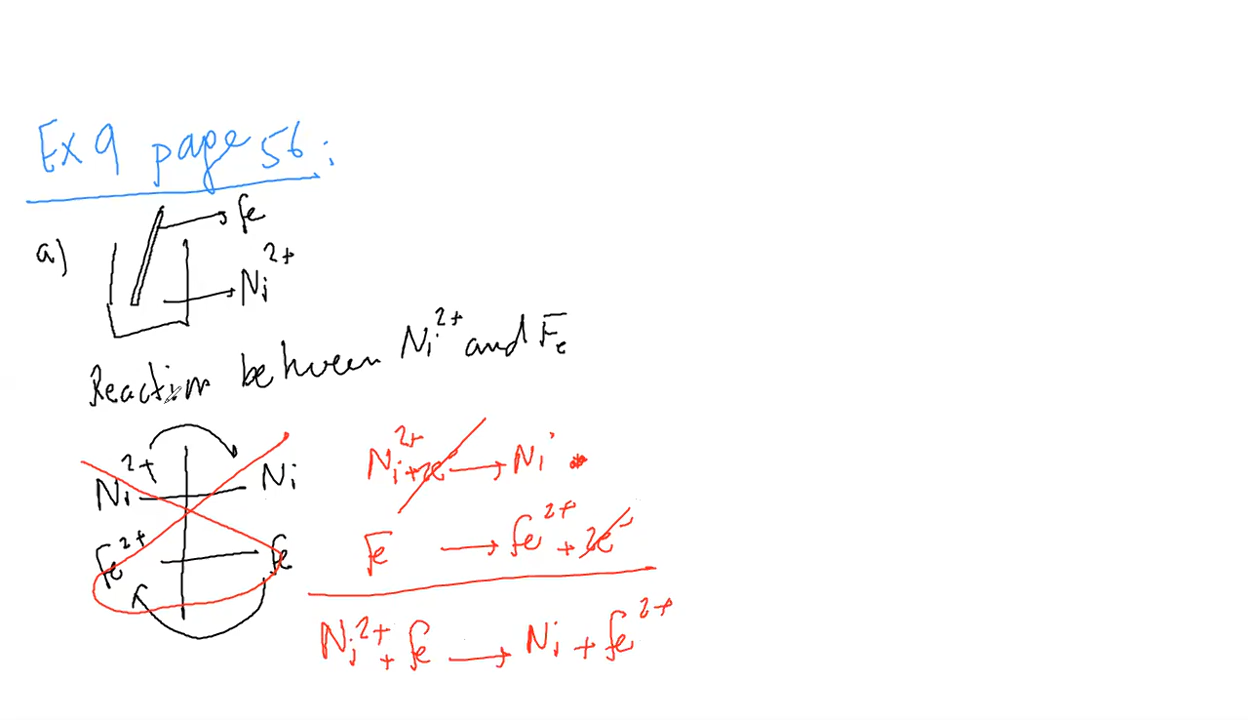 Ex 9 page 56:
a)
Fe
Ni²⁺
Reaction between Ni²⁺ and Fe
Ni²⁺ Ni
Fe²⁺ Fe
Ni²⁺ + 2e⁻ → Ni
Fe → Fe²⁺ + 2e⁻
Ni²⁺ + Fe → Ni + Fe²⁺